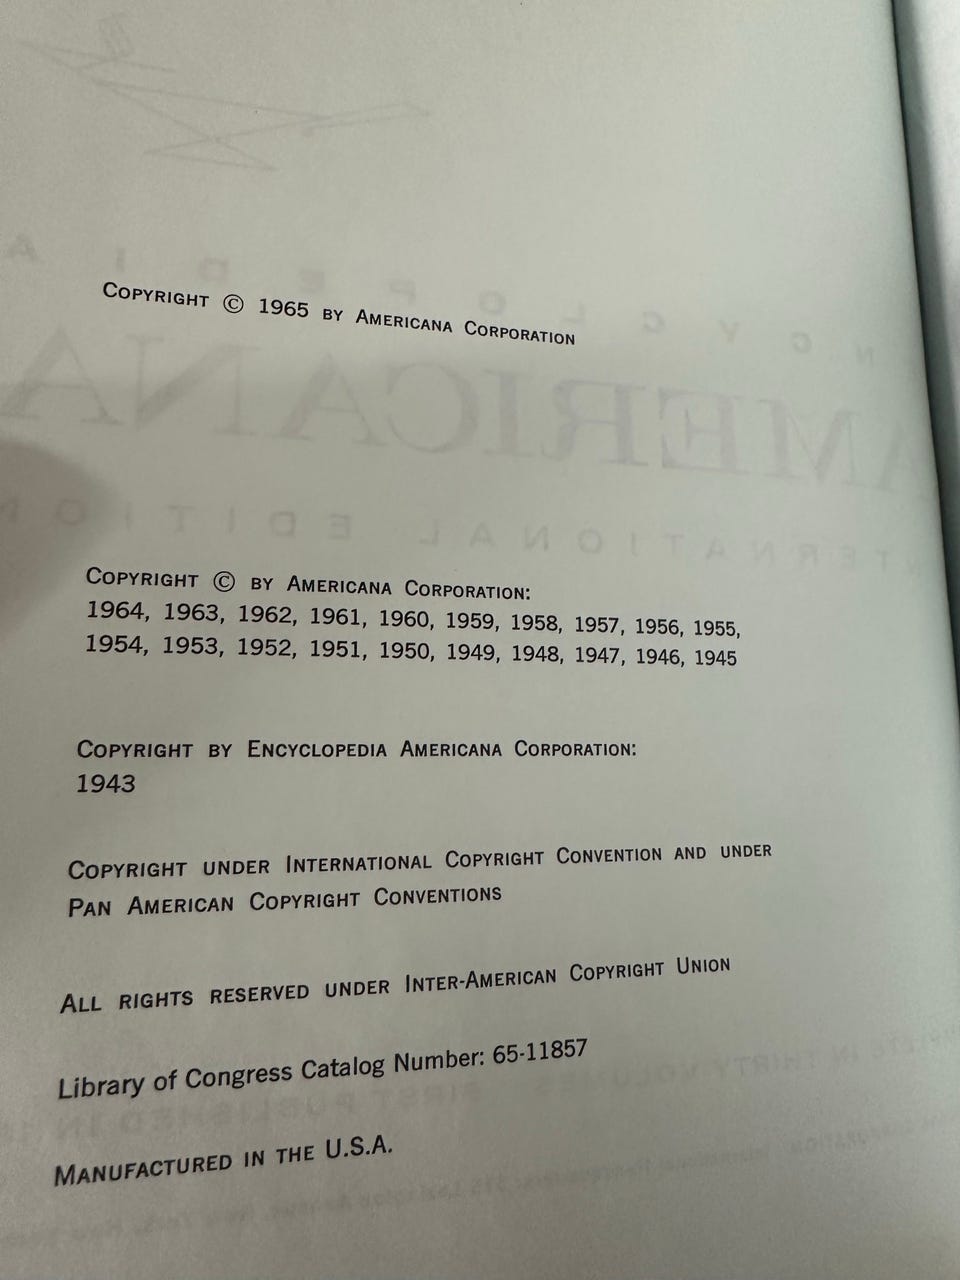 Copyright © 1965 by Americana Corporation
Copyright © by Americana Corporation:
1964, 1963, 1962, 1961, 1960, 1959, 1958, 1957, 1956, 1955,
1954, 1953, 1952, 1951, 1950, 1949, 1948, 1947, 1946, 1945
Copyright by Encyclopedia Americana Corporation:
1943
Copyright under International Copyright Convention and under
Pan American Copyright Conventions
All rights reserved under Inter-American Copyright Union
Library of Congress Catalog Number: 65-11857
Manufactured in the U.S.A.